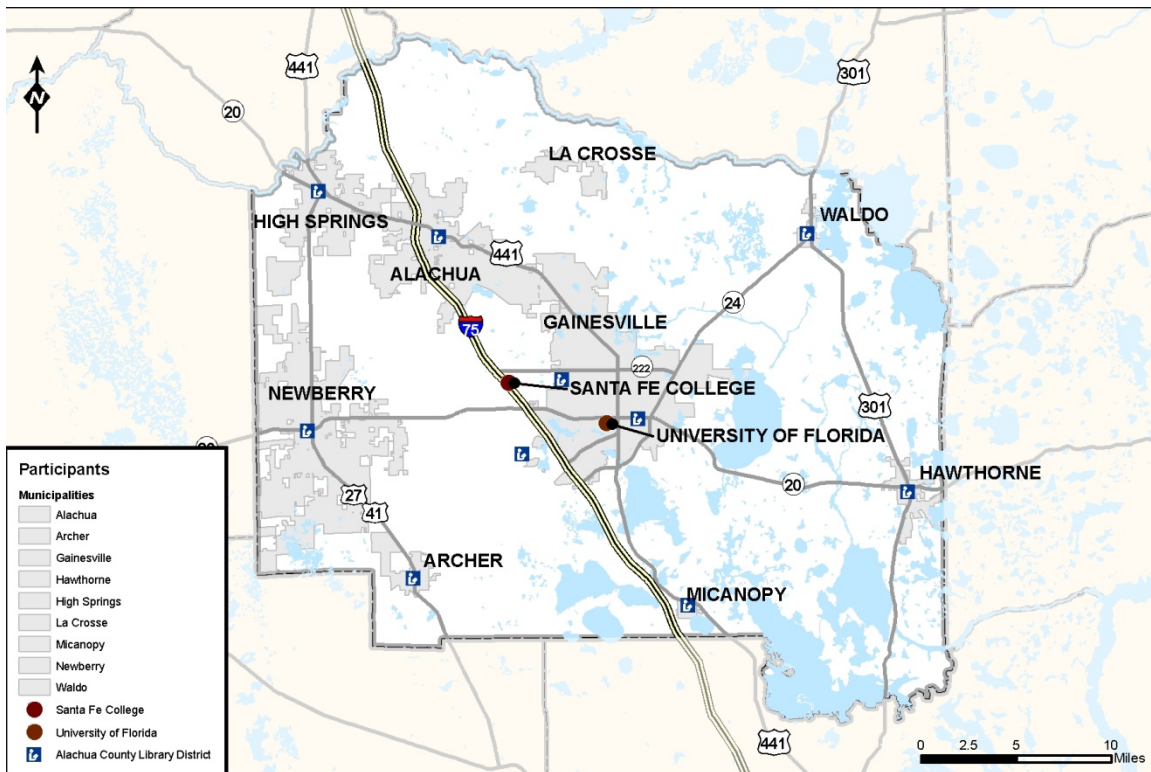 441
301
20
N
LA CROSSE
HIGH SPRINGS
WALDO
441
ALACHUA
24
GAINESVILLE
75
222
SANTA FE COLLEGE
NEWBERRY
301
UNIVERSITY OF FLORIDA
HAWTHORNE
20
27
41
ARCHER
MICANOPY
441
Participants
Municipalities
Alachua
Archer
Gainesville
Hawthorne
High Springs
La Crosse
Micanopy
Newberry
Waldo
Santa Fe College
University of Florida
Alachua County Library District
0 2.5 5 10
Miles